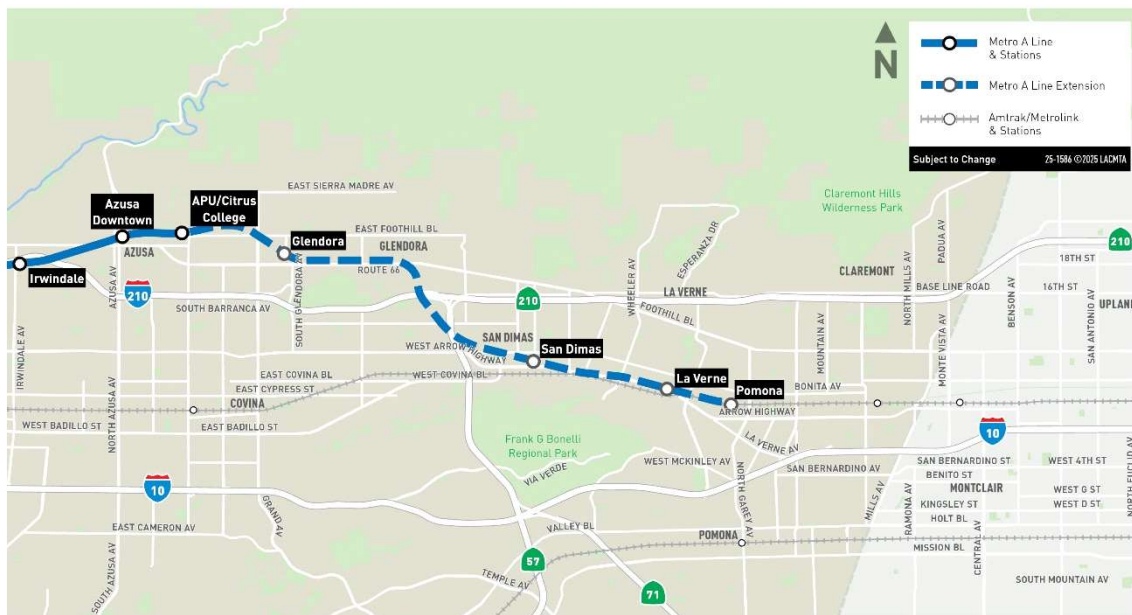 Metro A Line
& Stations
Metro A Line Extension
Amtrak/Metrolink
& Stations
Subject to Change
25-1586 ©2025 LACMTA
N
EAST SIERRA MADRE AV
Claremont Hills
Wilderness Park
Azusa
Downtown
APU/Citrus
College
EAST FOOTHILL BL
GLENDORA
Glendora
AZUSA
Irwindale
ROUTE 66
ESPERANZA DR
PADUA AV
NORTH MILLS AV
CLAREMONT
210
18TH ST
BASE LINE ROAD
16TH ST
UPLAN
BENSON AV
SAN ANTONIO AV
210
AZUSA AV
SOUTH GLENDORA AV
SOUTH BARRANCA AV
210
WHEELER AV
LA VERNE
FOOTHILL BL
IRWINDALE AV
SAN DIMAS
WEST ARROW HIGHWAY
San Dimas
MOUNTAIN AV
MONTE VISTA AV
EAST COVINA BL
WEST COVINA BL
EAST CYPRESS ST
La Verne
Pomona
BONITA AV
COVINA
ARROW HIGHWAY
WEST BADILLO ST
NORTH AZUSA AV
EAST BADILLO ST
LA VERNE AV
10
Frank G Bonelli
Regional Park
WEST MCKINLEY AV
SAN BERNARDINO AV
SAN BERNARDINO ST
WEST 4TH ST
VIA VERDE
BENITO ST
10
MONTCLAIR
WEST G ST
NORTH EUCLID AV
KINGSLEY ST
WEST D ST
GRAND AV
NORTH GAREY AV
MILLS AV
RAMONA AV
CENTRAL AV
HOLT BL
EAST CAMERON AV
VALLEY BL
POMONA
MISSION BL
57
TEMPLE AV
SOUTH AZUSA AV
71
SOUTH MOUNTAIN AV